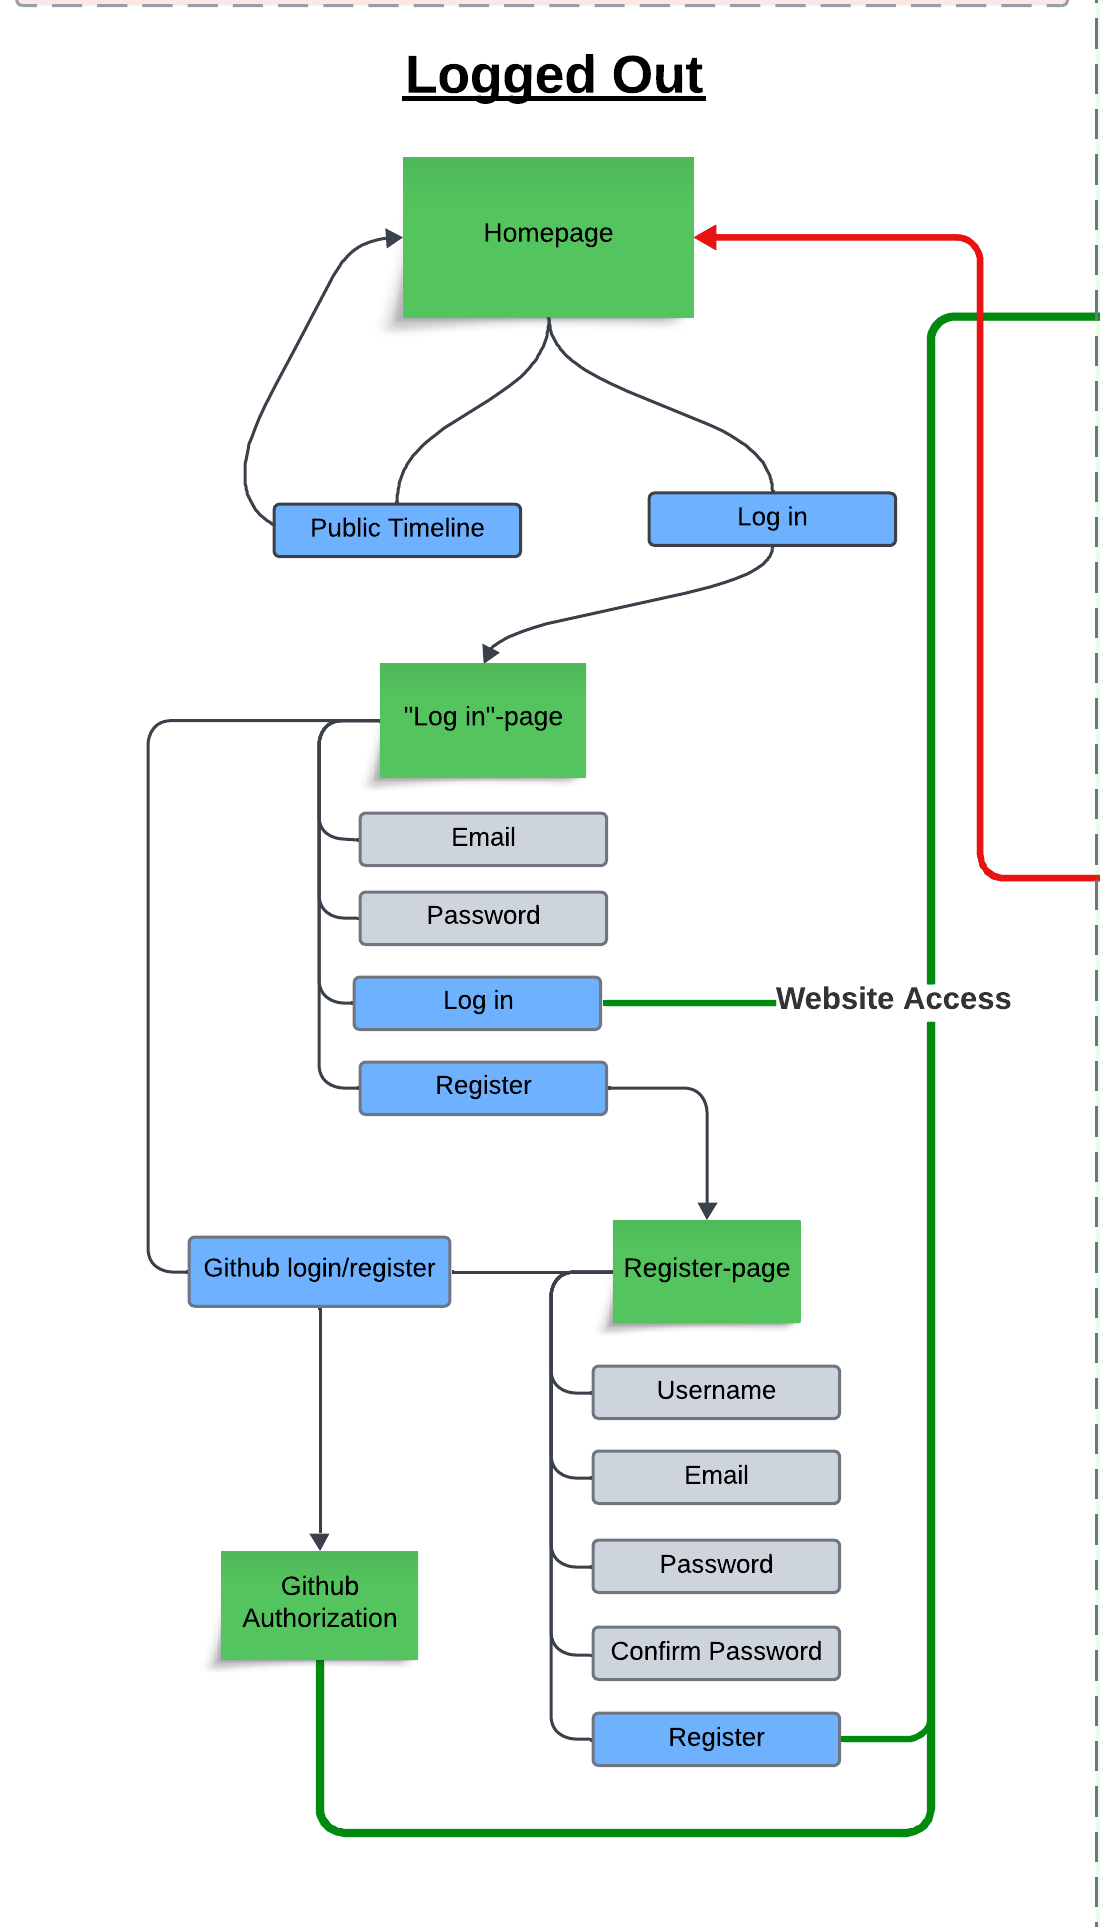 Logged Out
Homepage
Public Timeline
Log in
"Log in"-page
Email
Password
Log in
Website Access
Register
Github login/register
Register-page
Username
Email
Password
Confirm Password
Register
Github
Authorization